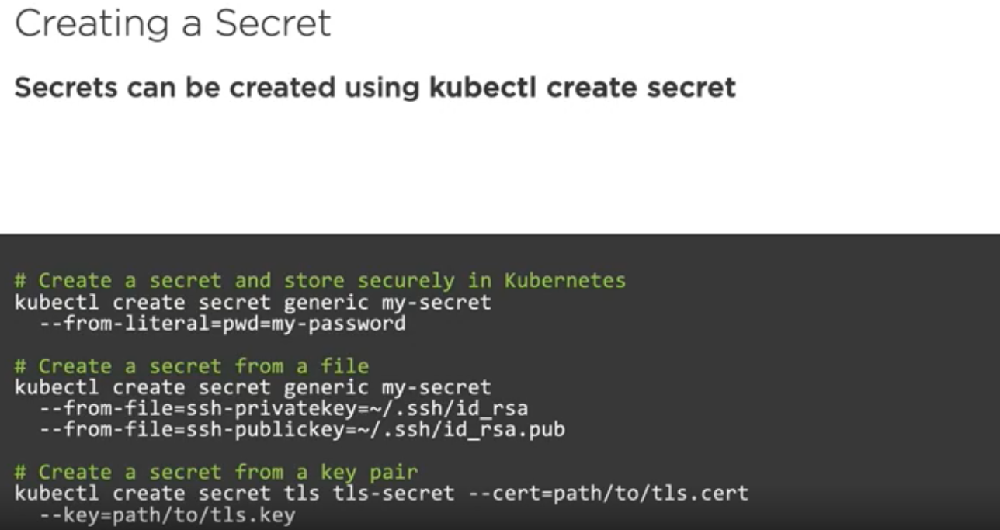 Creating a Secret
Secrets can be created using kubectl create secret
# Create a secret and store securely in Kubernetes
kubectl create secret generic my-secret
  --from-literal=pwd=my-password
# Create a secret from a file
kubectl create secret generic my-secret
  --from-file=ssh-privatekey=~/.ssh/id_rsa
  --from-file=ssh-publickey=~/.ssh/id_rsa.pub
# Create a secret from a key pair
kubectl create secret tls tls-secret --cert=path/to/tls.cert
  --key=path/to/tls.key